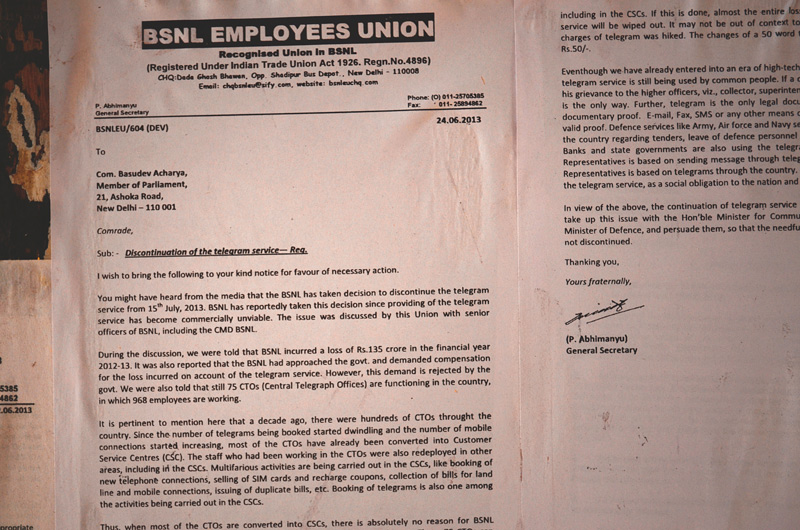 BSNL EMPLOYEES UNION
Recognised Union in BSNL
(Registered Under Indian Trade Union Act 1926. Regn.No.4896)
CHQ: Dada Ghosh Bhawan, Opp. Shadipur Bus Depot., New Delhi - 110008
Email: chqbsnleu@sify.com, website: bsnleuchq.com
Phone: (O) 011-25705385
P. Abhimanyu Fax: 011- 25894862
General Secretary
BSNLEU/604 (DEV) 24.06.2013
To
Com. Basudev Acharya,
Member of Parliament,
21, Ashoka Road,
New Delhi – 110 001
Comrade,
Sub: - Discontinuation of the telegram service— Reg.
I wish to bring the following to your kind notice for favour of necessary action.
You might have heard from the media that the BSNL has taken decision to discontinue the telegram
service from 15th July, 2013. BSNL has reportedly taken this decision since providing of the telegram
service has become commercially unviable. The issue was discussed by this Union with senior
officers of BSNL, including the CMD BSNL.
During the discussion, we were told that BSNL incurred a loss of Rs.135 crore in the financial year
2012-13. It was also reported that the BSNL had approached the govt. and demanded compensation
for the loss incurred on account of the telegram service. However, this demand is rejected by the
govt. We were also told that still 75 CTOs (Central Telegraph Offices) are functioning in the country,
in which 968 employees are working.
It is pertinent to mention here that a decade ago, there were hundreds of CTOs throught the
country. Since the number of telegrams being booked started dwindling and the number of mobile
connections started increasing, most of the CTOs have already been converted into Customer
Service Centres (CSC). The staff who had been working in the CTOs were also redeployed in other
areas, including in the CSCs. Multifarious activities are being carried out in the CSCs, like booking of
new telephone connections, selling of SIM cards and recharge coupons, collection of bills for land
line and mobile connections, issuing of duplicate bills, etc. Booking of telegrams is also one among
the activities being carried out in the CSCs.
Thus, when most of the CTOs are converted into CSCs, there is absolutely no reason for BSNL
including in the CSCs. If this is done, almost the entire
service will be wiped out. It may not be out of context to
charges of telegram was hiked. The changes of a 50 word
Rs.50/-.
Eventhough we have already entered into an era of high-tech
telegram service is still being used by common people. If a
his grievance to the higher officers, viz., collector,
is the only way. Further, telegram is the only legal
documentary proof. E-mail, Fax, SMS or any other means
valid proof. Defence services like Army, Air force and Navy
the country regarding tenders, leave of defence personnel
Banks and state governments are also using the
Representatives is based on sending message through
Representatives is based on telegrams through the country.
the telegram service, as a social obligation to the nation and
In view of the above, the continuation of telegram service
take up this issue with the Hon'ble Minister for
Minister of Defence, and persuade them, so that the
not discontinued.
Thanking you,
Yours fraternally,
(P. Abhimanyu)
General Secretary
5385
4862
.06.2013